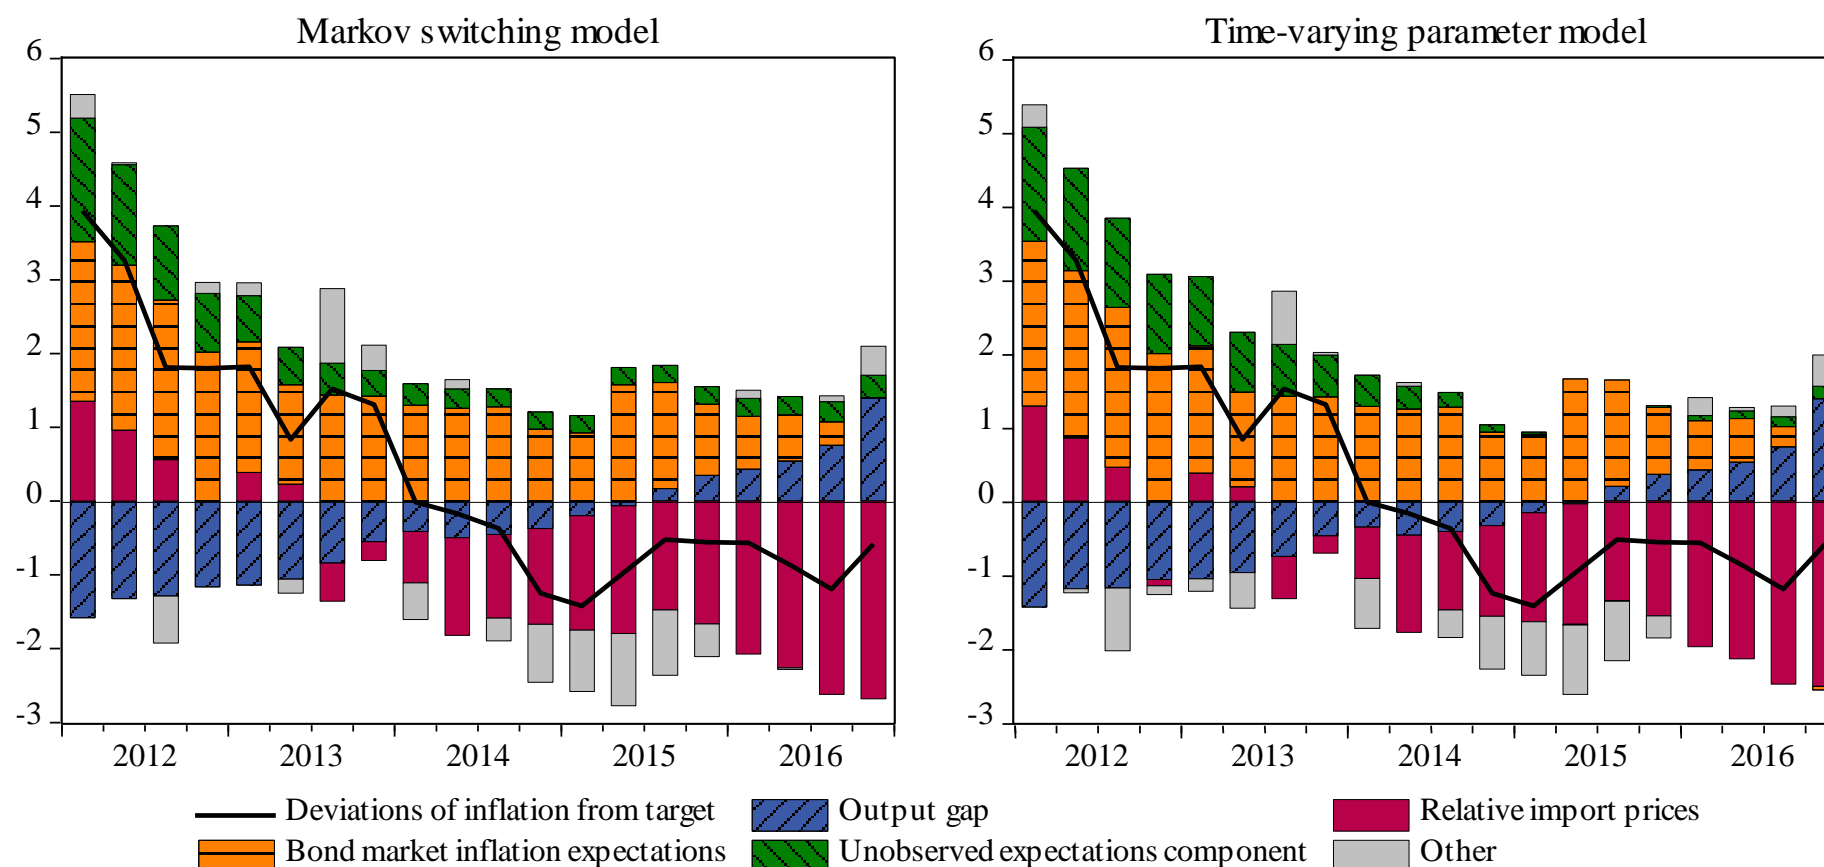 Markov switching model
Time-varying parameter model
6
5
4
3
2
1
0
-1
-2
-3
2012 2013 2014 2015 2016
6
5
4
3
2
1
0
-1
-2
-3
2012 2013 2014 2015 2016
Deviations of inflation from target
Output gap
Relative import prices
Bond market inflation expectations
Unobserved expectations component
Other